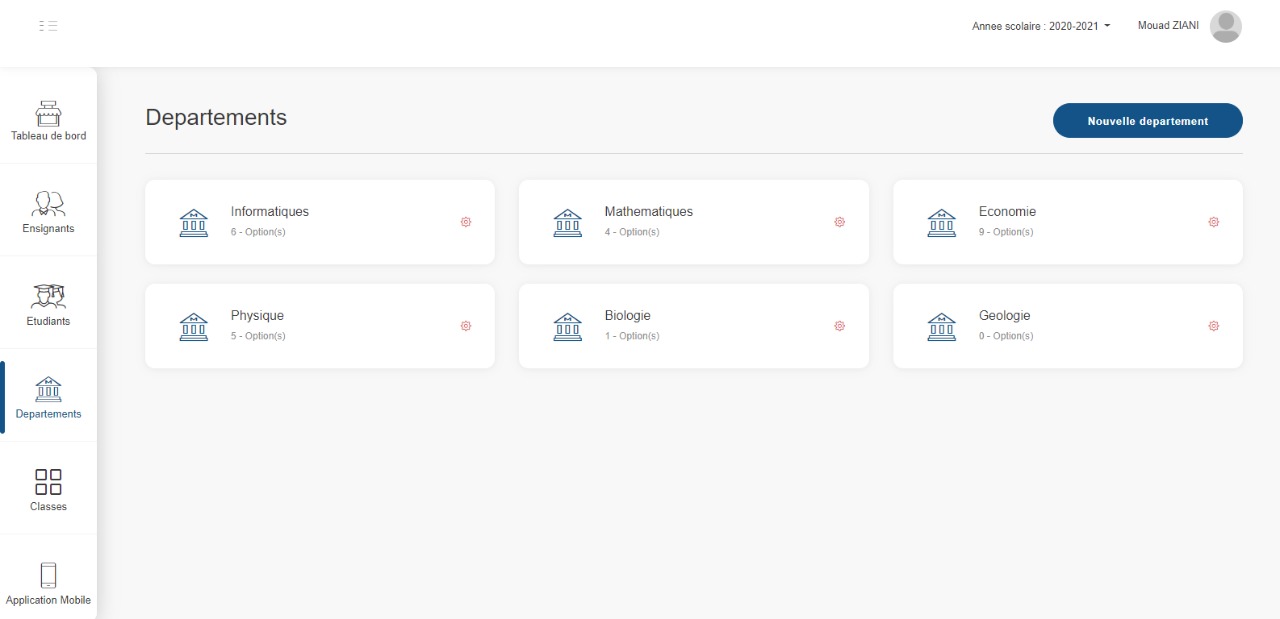 Annee scolaire : 2020-2021
Mouad ZIANI
Tableau de bord
Ensignants
Etudiants
Departements
Classes
Application Mobile
Departements
Nouvelle departement
Informatiques
6 - Option(s)
Mathematiques
4 - Option(s)
Economie
9 - Option(s)
Physique
5 - Option(s)
Biologie
1 - Option(s)
Geologie
0 - Option(s)